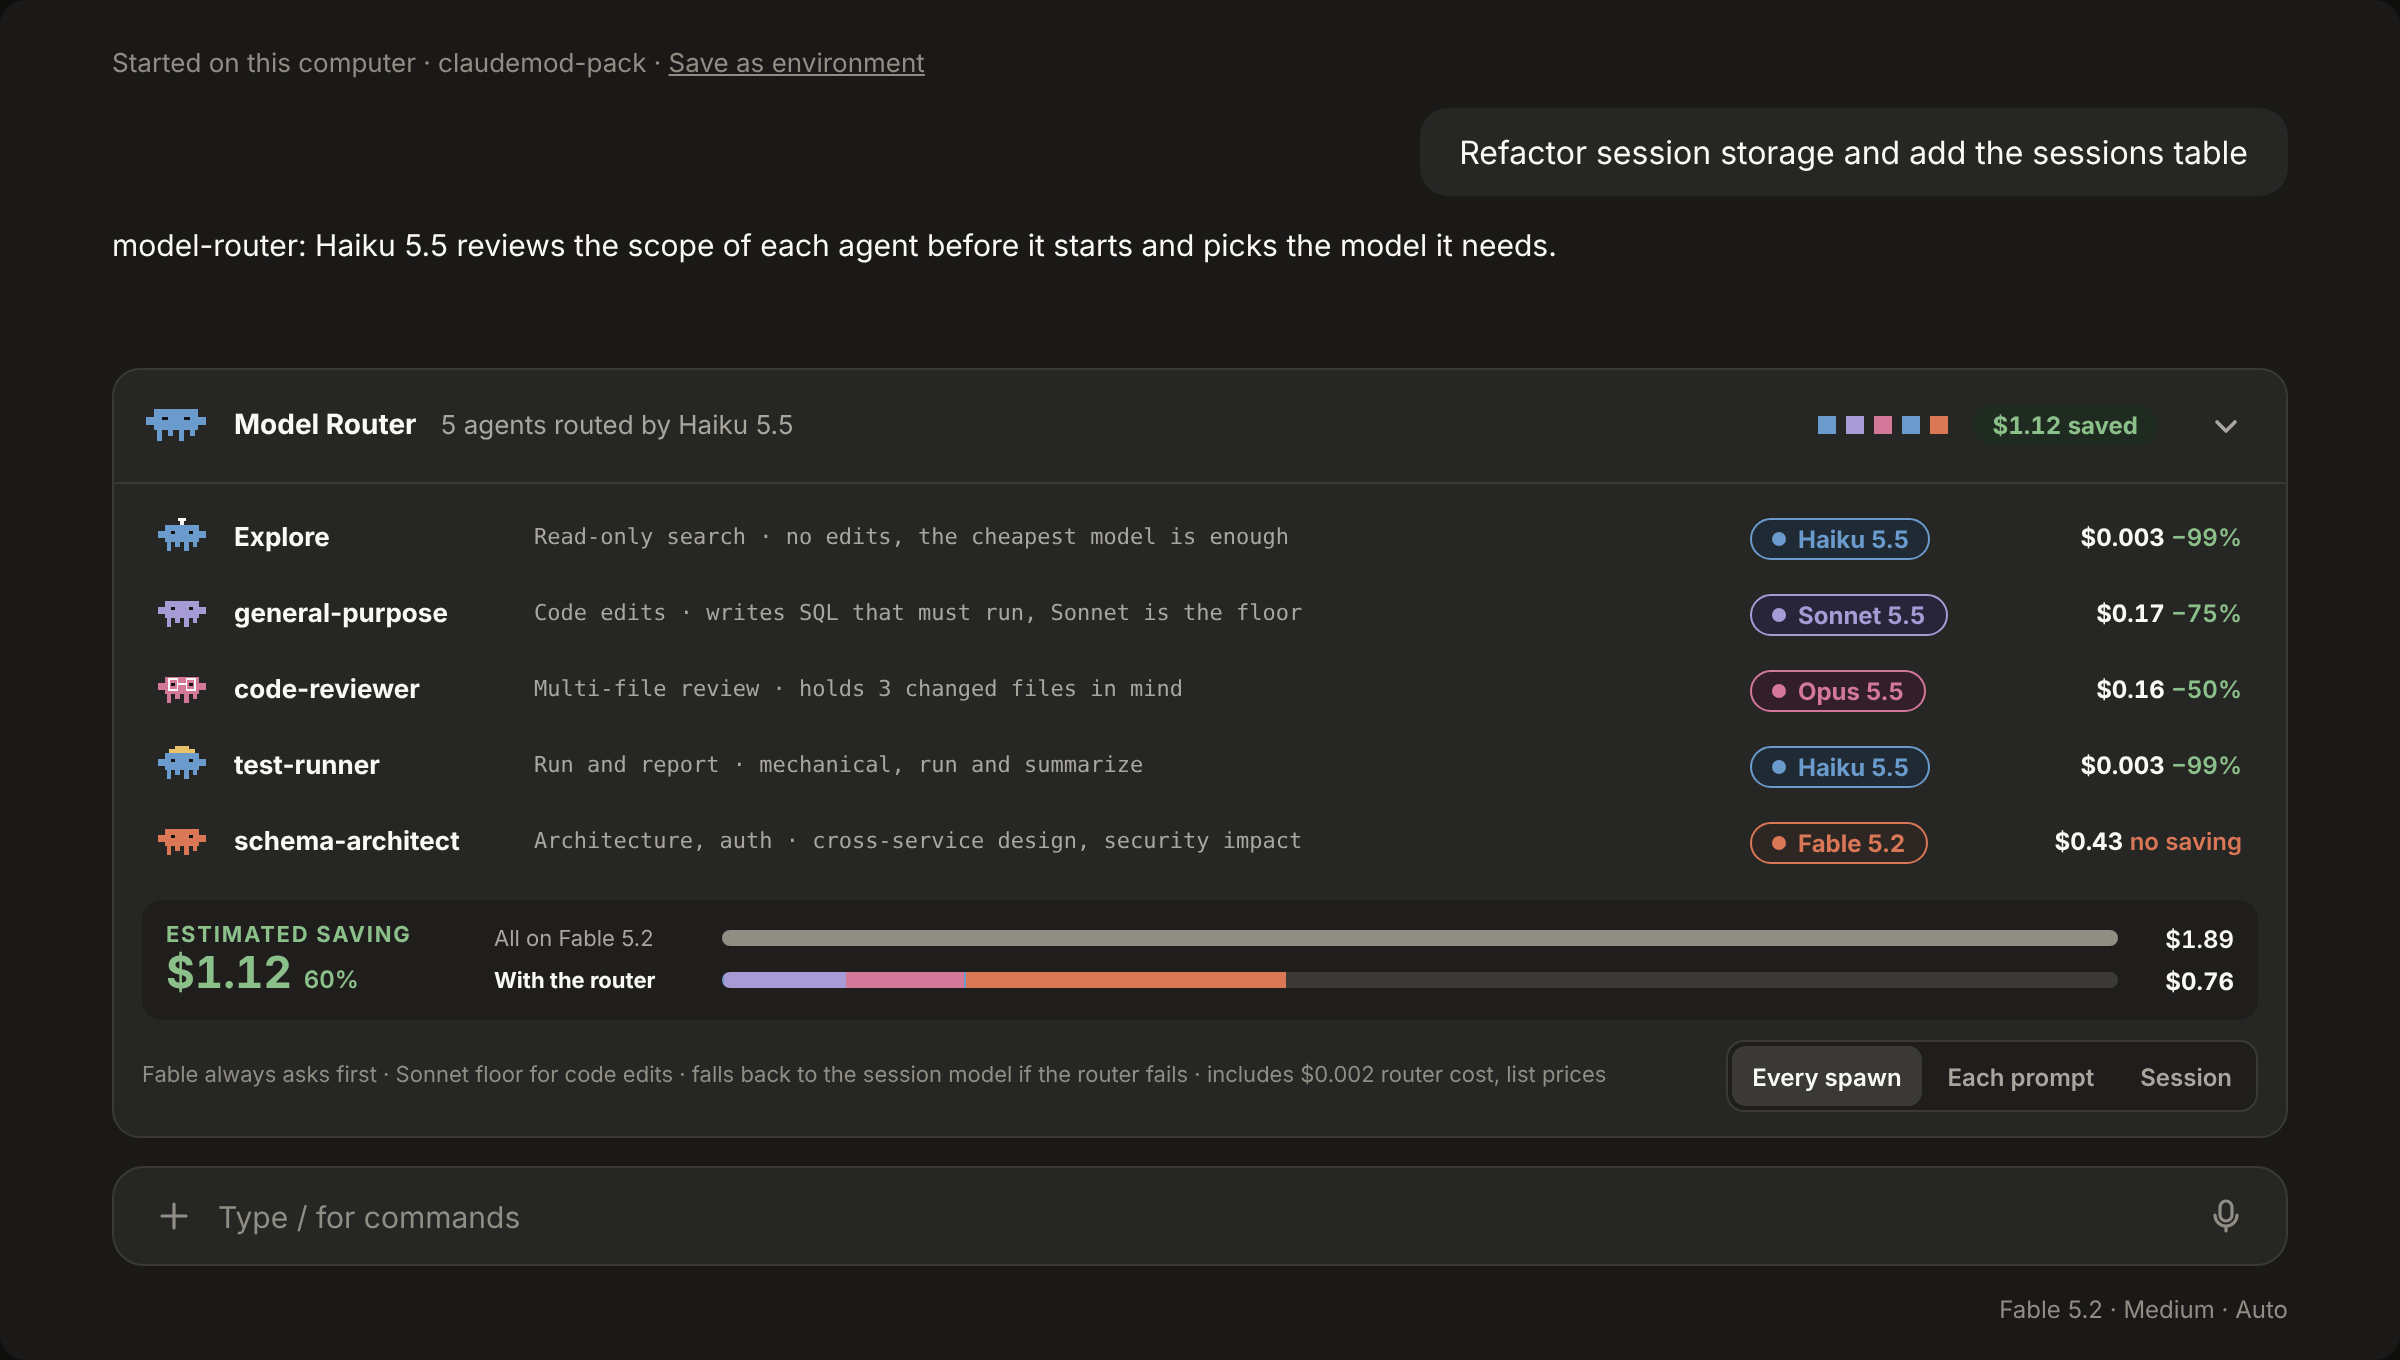 Started on this computer · claudemod-pack · Save as environment
Refactor session storage and add the sessions table
model-router: Haiku 5.5 reviews the scope of each agent before it starts and picks the model it needs.
Model Router 5 agents routed by Haiku 5.5 $1.12 saved
Explore Read-only search · no edits, the cheapest model is enough Haiku 5.5 $0.003 −99%
general-purpose Code edits · writes SQL that must run, Sonnet is the floor Sonnet 5.5 $0.17 −75%
code-reviewer Multi-file review · holds 3 changed files in mind Opus 5.5 $0.16 −50%
test-runner Run and report · mechanical, run and summarize Haiku 5.5 $0.003 −99%
schema-architect Architecture, auth · cross-service design, security impact Fable 5.2 $0.43 no saving
ESTIMATED SAVING
$1.12 60%
All on Fable 5.2 $1.89
With the router $0.76
Fable always asks first · Sonnet floor for code edits · falls back to the session model if the router fails · includes $0.002 router cost, list prices
Every spawn Each prompt Session
Type / for commands
Fable 5.2 · Medium · Auto